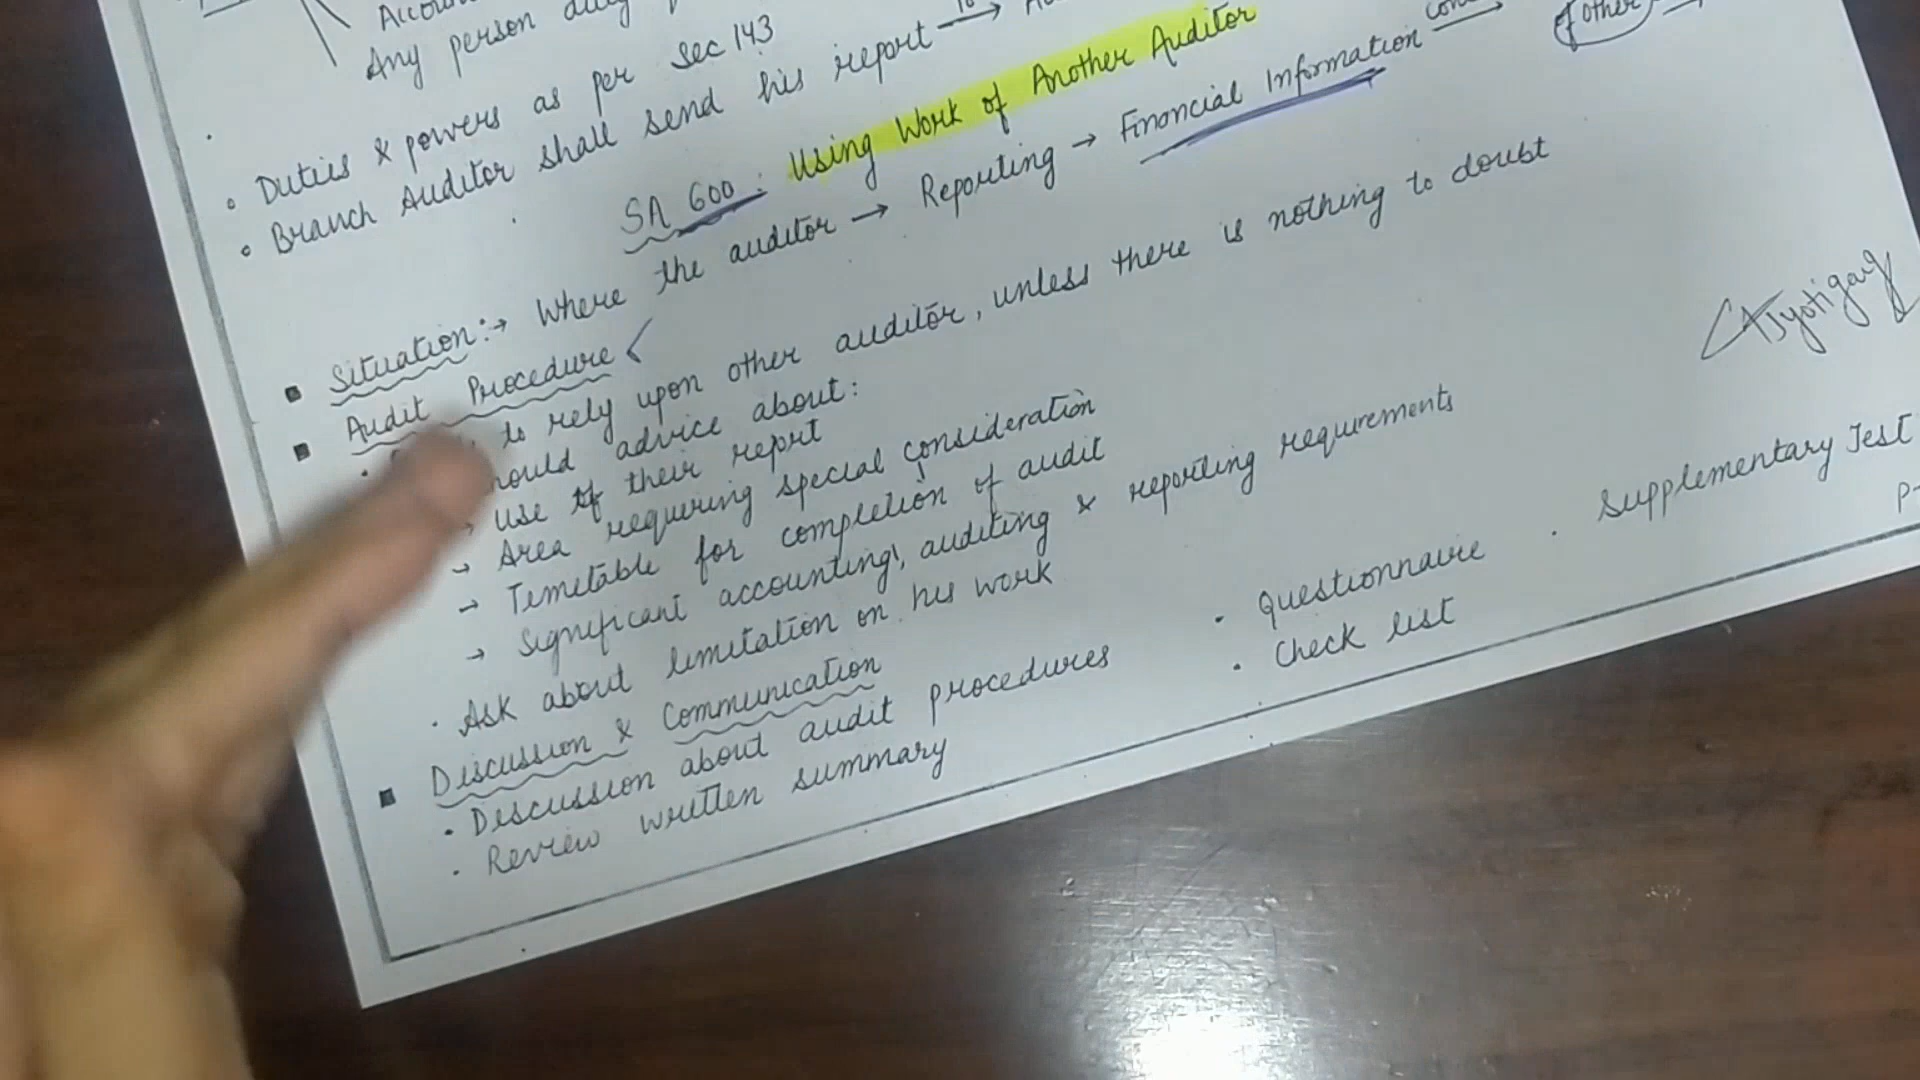 Any person
Duties & powers as per Sec 143
Branch Auditor shall send his report
SA 600 : Using Work of Another Auditor
Situation :→ Where the auditor → Reporting → Financial Information
of other
Audit Procedure
to rely upon other auditor, unless there is nothing to doubt
advice about:
→ Use of their report
→ Area requring special consideration
→ Timetable for completion of audit
→ Significant accounting, auditing & reporting requirements
• Ask about limitation on his work
CA Jyotigarg
Discussion & Communication
• Discussion about audit procedures
• Questionnaire
• Supplementary Test
• Review written summary
• Check list